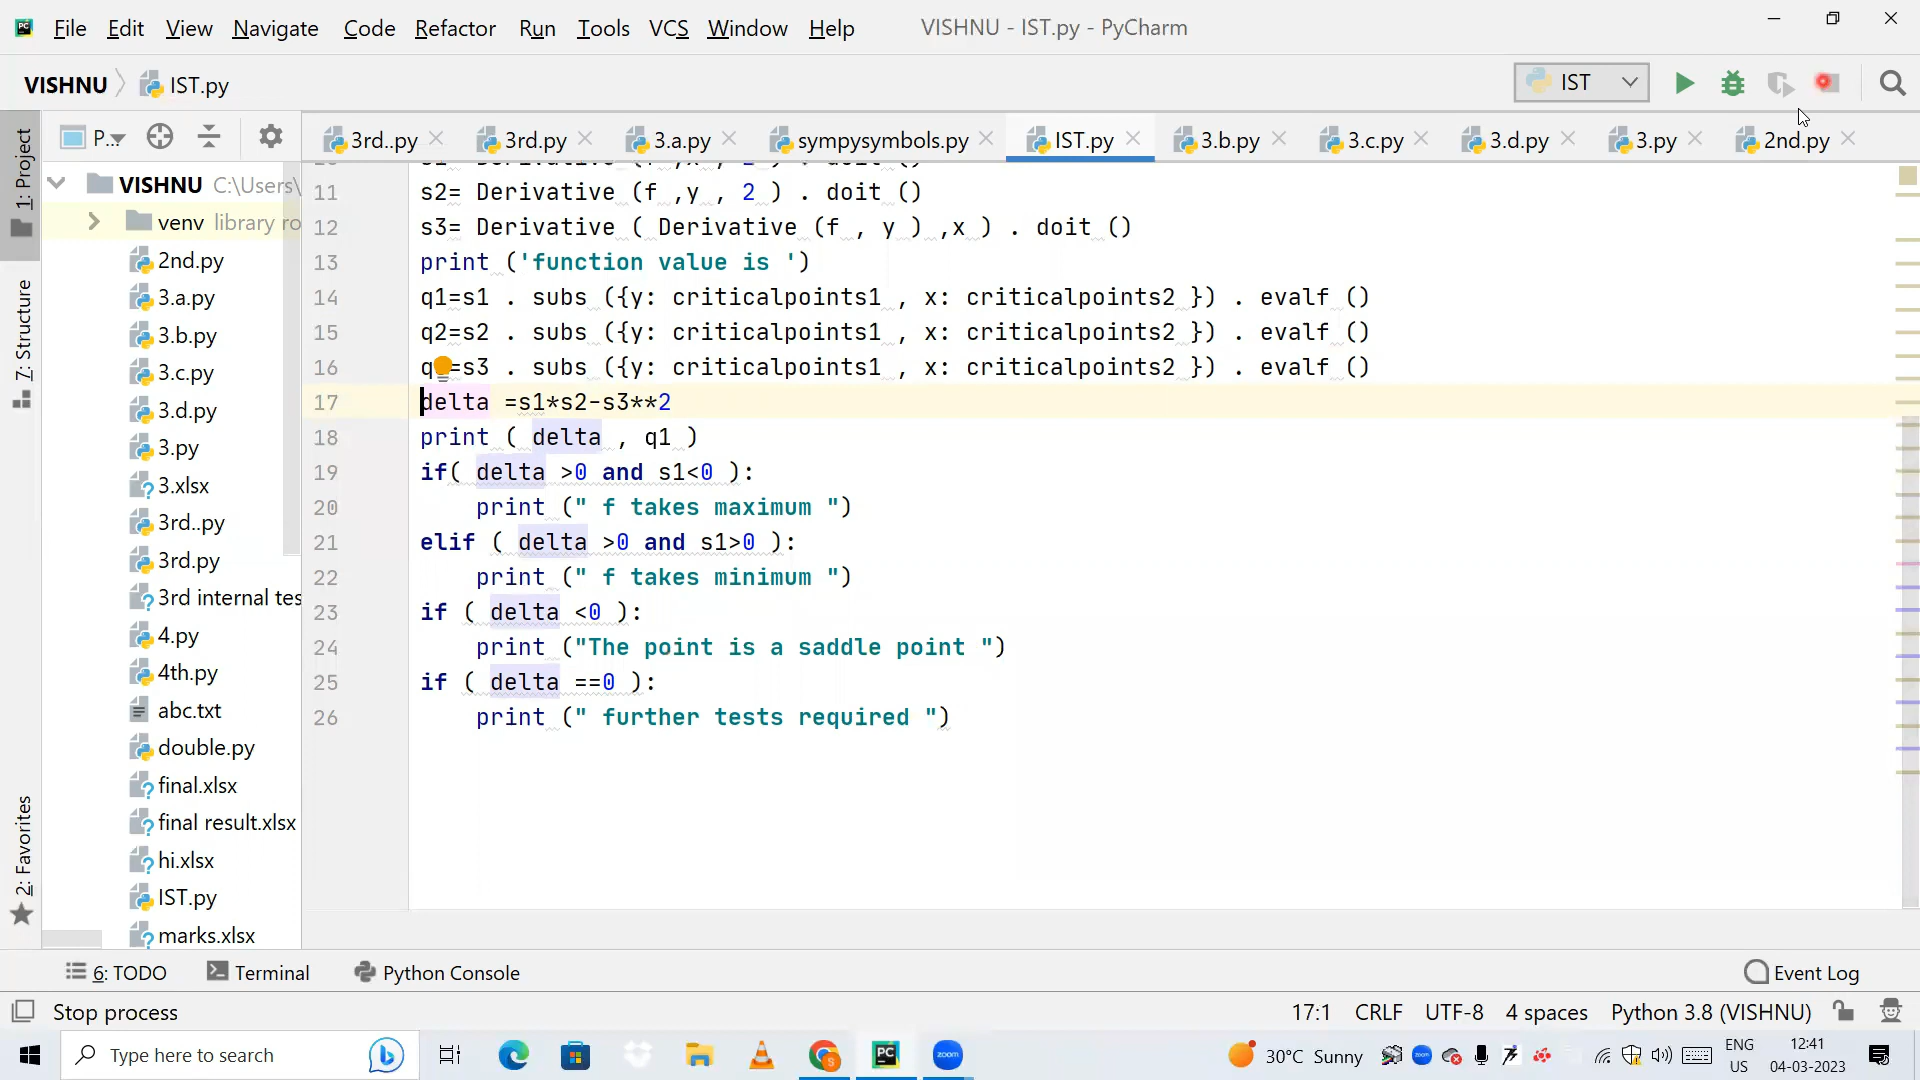 File Edit View Navigate Code Refactor Run Tools VCS Window Help VISHNU - IST.py - PyCharm
VISHNU IST.py IST
1: Project
P...
3rd..py 3rd.py 3.a.py sympysymbols.py IST.py 3.b.py 3.c.py 3.d.py 3.py 2nd.py
VISHNU C:\Users\
venv library ro
2nd.py
3.a.py
3.b.py
3.c.py
3.d.py
3.py
3.xlsx
3rd..py
3rd.py
3rd internal tes
4.py
4th.py
abc.txt
double.py
final.xlsx
final result.xlsx
hi.xlsx
IST.py
marks.xlsx
7: Structure
2: Favorites
11 s2= Derivative (f ,y , 2 ) . doit ()
12 s3= Derivative ( Derivative (f , y ) ,x ) . doit ()
13 print ('function value is ')
14 q1=s1 . subs ({y: criticalpoints1 , x: criticalpoints2 }) . evalf ()
15 q2=s2 . subs ({y: criticalpoints1 , x: criticalpoints2 }) . evalf ()
16 q =s3 . subs ({y: criticalpoints1 , x: criticalpoints2 }) . evalf ()
17 delta =s1*s2-s3**2
18 print ( delta , q1 )
19 if( delta >0 and s1<0 ):
20 print (" f takes maximum ")
21 elif ( delta >0 and s1>0 ):
22 print (" f takes minimum ")
23 if ( delta <0 ):
24 print ("The point is a saddle point ")
25 if ( delta ==0 ):
26 print (" further tests required ")
6: TODO Terminal Python Console Event Log
Stop process 17:1 CRLF UTF-8 4 spaces Python 3.8 (VISHNU)
Type here to search PC zoom 30°C Sunny ENG 12:41
US 04-03-2023